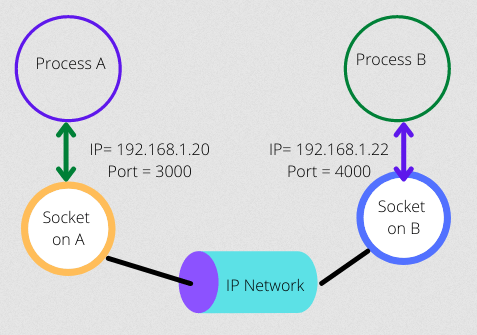 Process A
Process B
IP= 192.168.1.20
Port = 3000
IP= 192.168.1.22
Port = 4000
Socket
on A
Socket
on B
IP Network